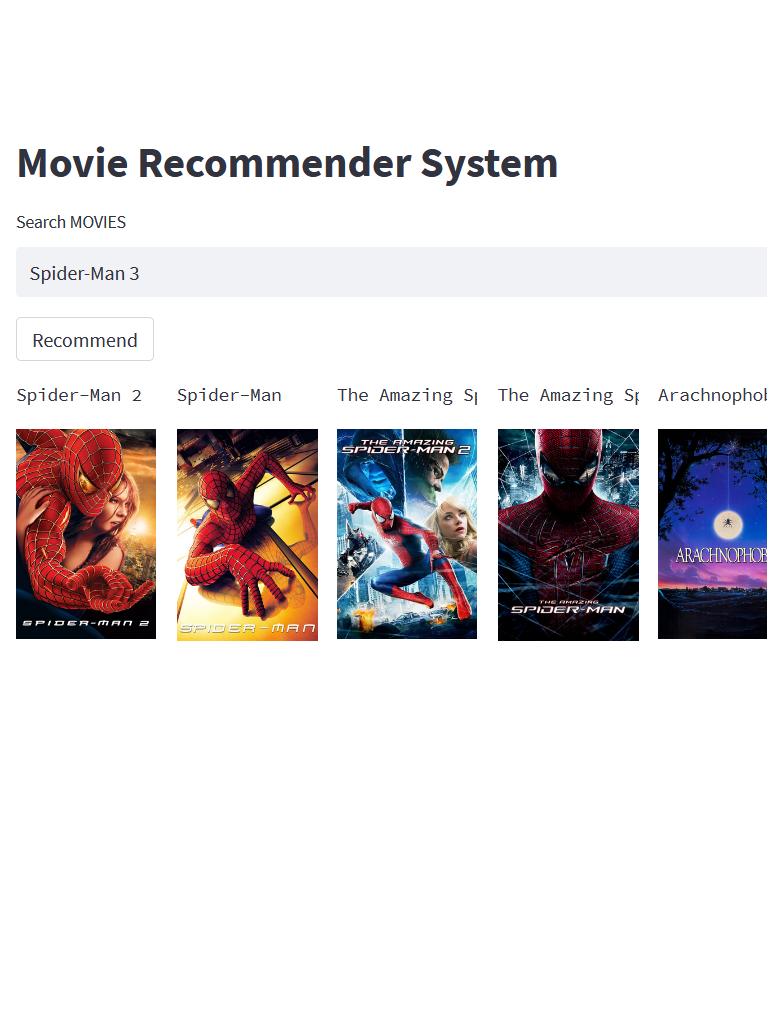 Movie Recommender System
Search MOVIES
Spider-Man 3
Recommend
Spider-Man 2
Spider-Man
The Amazing Sp
The Amazing Sp
Arachnophob
SPIDER-MAN 2
SPIDER-MAN
THE AMAZING
SPIDER-MAN 2
THE AMAZING
SPIDER-MAN
ARACHNOPHOB